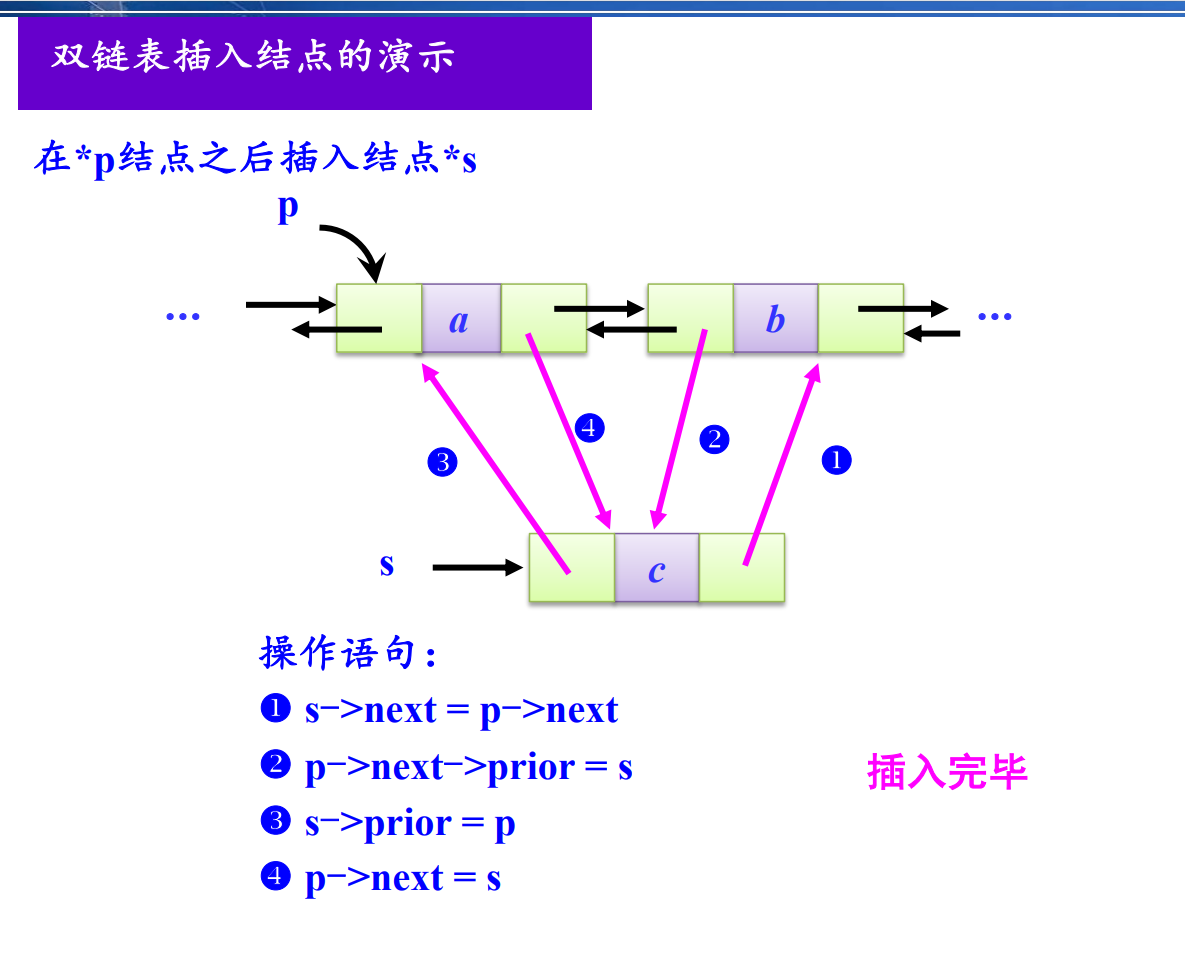 双链表插入结点的演示
在*p结点之后插入结点*s
p
… a b …
❹
❷
❸
❶
s c
操作语句：
❶ s->next = p->next
❷ p->next->prior = s
插入完毕
❸ s->prior = p
❹ p->next = s